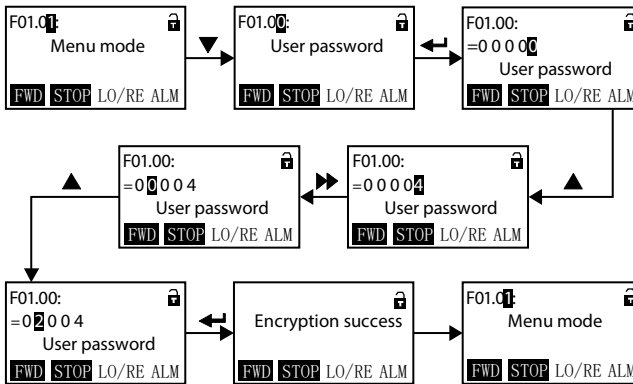 F01.01:
Menu mode
FWD STOP LO/RE ALM
F01.00:
User password
FWD STOP LO/RE ALM
F01.00:
=00000
User password
FWD STOP LO/RE ALM
F01.00:
=00004
User password
FWD STOP LO/RE ALM
F01.00:
=00004
User password
FWD STOP LO/RE ALM
F01.00:
=02004
User password
FWD STOP LO/RE ALM
Encryption success
FWD STOP LO/RE ALM
F01.01:
Menu mode
FWD STOP LO/RE ALM